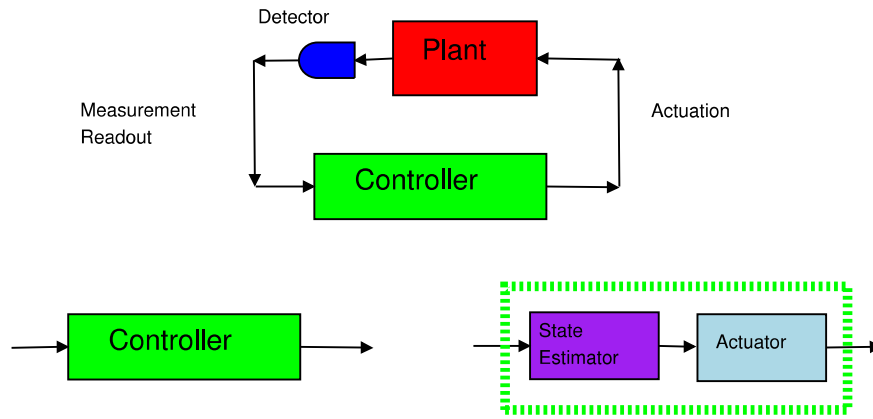 Detector
Plant
Measurement
Readout
Actuation
Controller
Controller
State
Estimator
Actuator